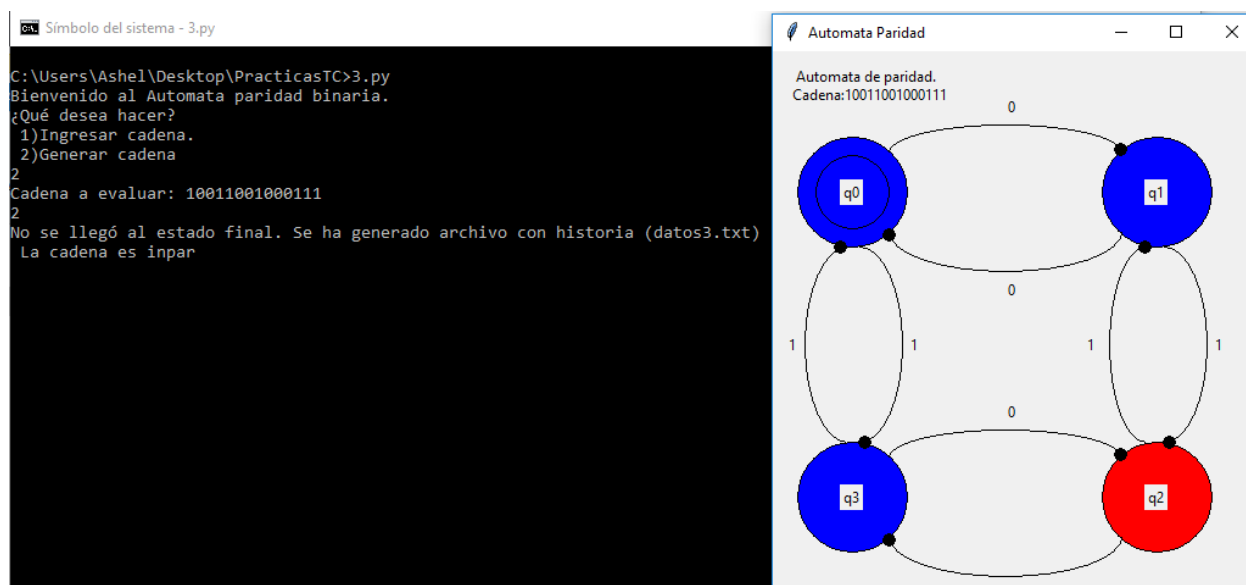 Símbolo del sistema - 3.py
C:\Users\Ashel\Desktop\PracticasTC>3.py
Bienvenido al Automata paridad binaria.
¿Qué desea hacer?
1)Ingresar cadena.
2)Generar cadena
2
Cadena a evaluar: 10011001000111
2
No se llegó al estado final. Se ha generado archivo con historia (datos3.txt)
La cadena es inpar
Automata Paridad
Automata de paridad.
Cadena:10011001000111
0
q0
q1
0
1
1
1
1
0
q3
q2